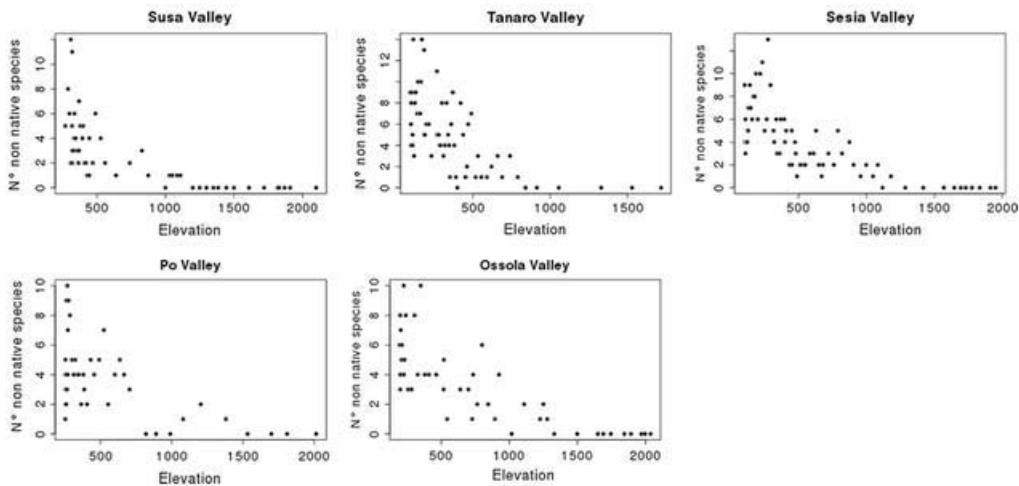 Susa Valley
N° non native species
0 2 4 6 8 10
500 1000 1500 2000
Elevation
Tanaro Valley
N° non native species
0 2 4 6 8 12
500 1000 1500
Elevation
Sesia Valley
N° non native species
0 2 4 6 8 10
500 1000 1500 2000
Elevation
Po Valley
N° non native species
0 2 4 6 8 10
500 1000 1500 2000
Elevation
Ossola Valley
N° non native species
0 2 4 6 8 10
500 1000 1500 2000
Elevation